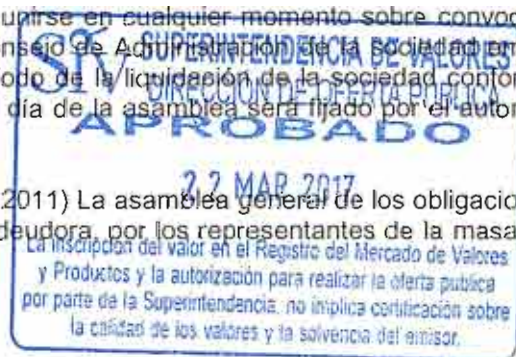 unirse en cualquier momento sobre convoc
nsejo de Administración de la sociedad em
SIV SUPERINTENDENCIA DE VALORES
odo de la liquidación de la sociedad confor
DIRECCIÓN DE OFERTA PÚBLICA
día de la asamblea será fijado por el autor
APROBADO
22 MAR 2017
2011) La asamblea general de los obligacio
deudora, por los representantes de la masa
La inscripción del valor en el Registro del Mercado de Valores
y Productos y la autorización para realizar la oferta publica
por parte de la Superintendencia, no implica certificación sobre
la calidad de los valores y la solvencia del emisor.